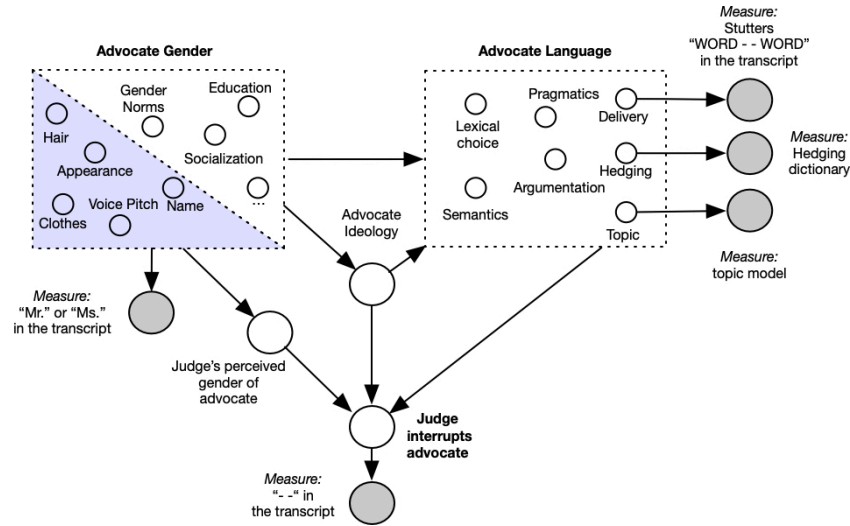 Measure:
Stutters
“WORD - - WORD”
in the transcript
Advocate Gender
Advocate Language
Hair
Gender
Norms
Education
Appearance
Socialization
Clothes
Voice Pitch
Name
...
Lexical
choice
Pragmatics
Delivery
Argumentation
Hedging
Semantics
Topic
Measure:
Hedging
dictionary
Measure:
topic model
Advocate
Ideology
Measure:
“Mr.” or “Ms.”
in the transcript
Judge’s perceived
gender of
advocate
Judge
interrupts
advocate
Measure:
“- -“ in
the transcript